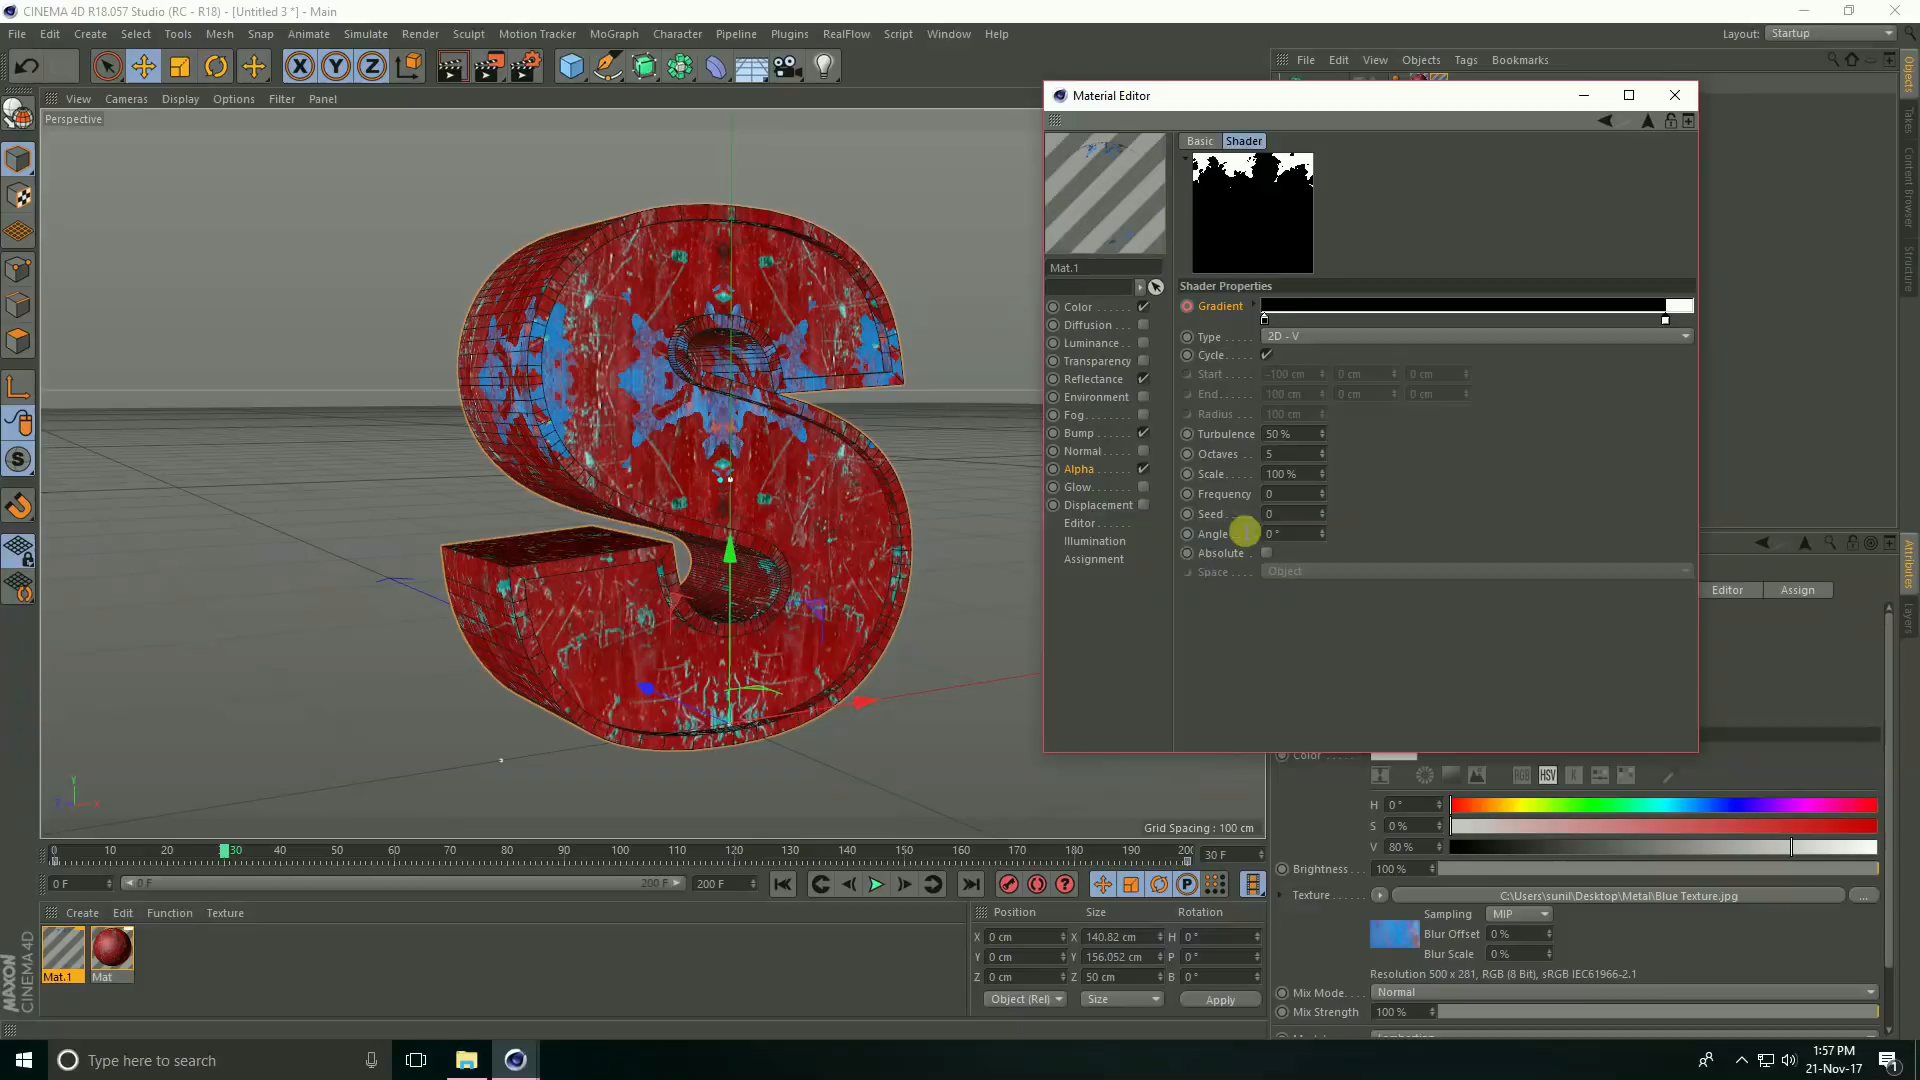 CINEMA 4D R18.057 Studio (RC - R18) - [Untitled 3 *] - Main
File Edit Create Select Tools Mesh Snap Animate Simulate Render Sculpt Motion Tracker MoGraph Character Pipeline Plugins RealFlow Script Window Help
Layout: Startup
File Edit View Objects Tags Bookmarks
View Cameras Display Options Filter Panel
Perspective
Material Editor
Basic Shader
Mat.1
Shader Properties
Color
Diffusion
Luminance
Transparency
Reflectance
Environment
Fog
Bump
Normal
Alpha
Glow
Displacement
Editor
Illumination
Assignment
Gradient
Type 2D - V
Cycle
Start -100 cm 0 cm 0 cm
End 100 cm 0 cm 0 cm
Radius 100 cm
Turbulence 50 %
Octaves 5
Scale 100 %
Frequency 0
Seed 0
Angle 0 °
Absolute
Space Object
Objects
Takes
Content Browser
Structure
Attributes
Layers
Editor Assign
Color
RGB HSV K
H 0 °
S 0 %
V 80 %
Brightness 100 %
Texture C:\Users\sunil\Desktop\Metal\Blue Texture.jpg ...
Sampling MIP
Blur Offset 0 %
Blur Scale 0 %
Resolution 500 x 281, RGB (8 Bit), sRGB IEC61966-2.1
Mix Mode Normal
Mix Strength 100 %
Y
Z X
Grid Spacing : 100 cm
0 10 20 30 40 50 60 70 80 90 100 110 120 130 140 150 160 170 180 190 200
30 F
0 F 0 F 200 F 200 F
Create Edit Function Texture
Mat.1 Mat
MAXON
CINEMA 4D
Position Size Rotation
X 0 cm X 140.82 cm H 0 °
Y 0 cm Y 156.052 cm P 0 °
Z 0 cm Z 50 cm B 0 °
Object (Rel) Size Apply
Type here to search
1:57 PM
21-Nov-17
1